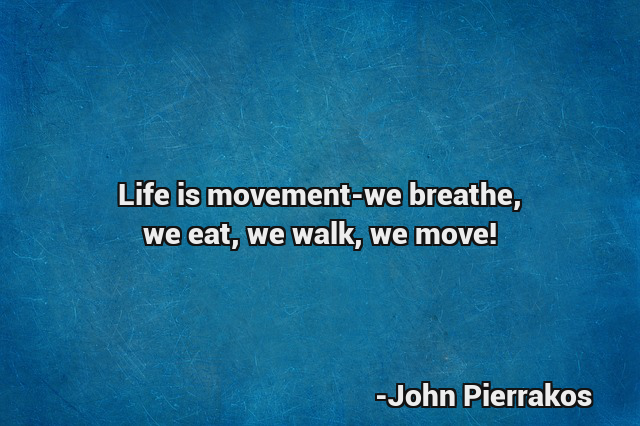 Life is movement-we breathe,
we eat, we walk, we move!
-John Pierrakos